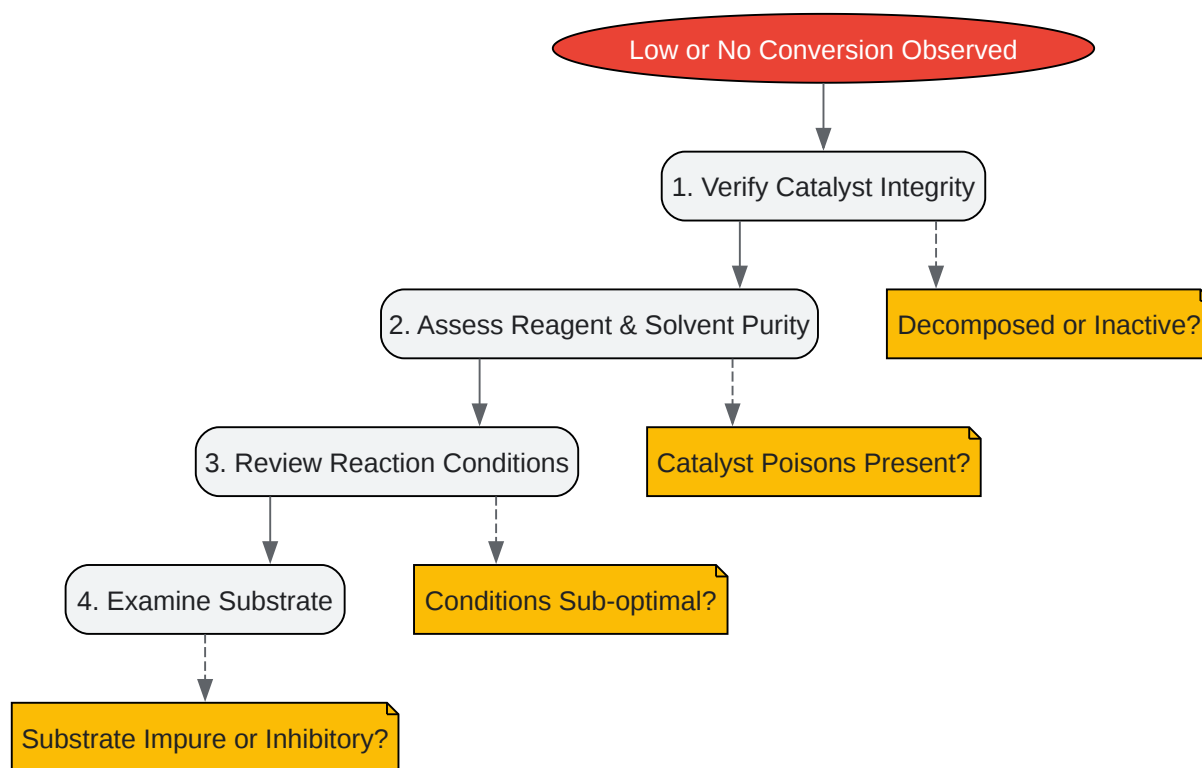 Low or No Conversion Observed
1. Verify Catalyst Integrity
2. Assess Reagent & Solvent Purity
Decomposed or Inactive?
3. Review Reaction Conditions
Catalyst Poisons Present?
4. Examine Substrate
Conditions Sub-optimal?
Substrate Impure or Inhibitory?